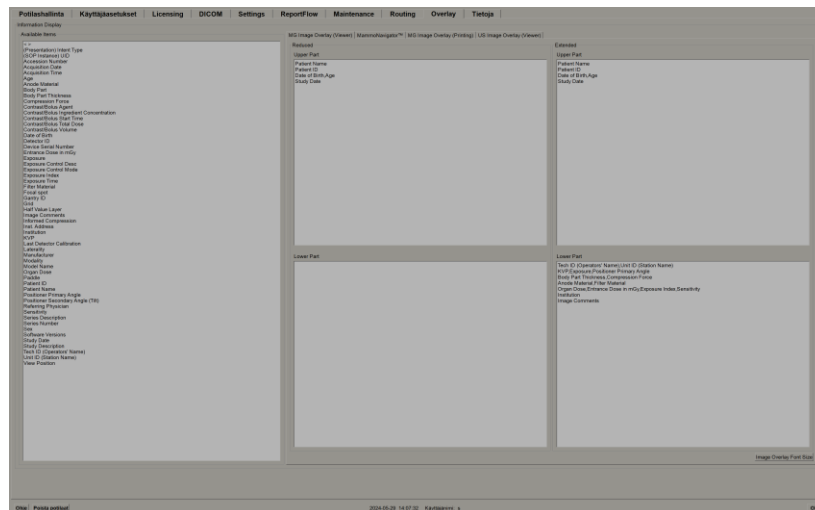 Potilashallinta Käyttäjäasetukset Licensing DICOM Settings ReportFlow Maintenance Routing Overlay Tietoja
Information Display
Available Items
(Presentation) Intent Type
(SOP Instance) UID
Accession Number
Acquisition Date
Acquisition Time
Age
Anode Material
Body Part
Body Part Thickness
Compression Force
Contrast/Bolus Agent
Contrast/Bolus Ingredient Concentration
Contrast/Bolus Start Time
Contrast/Bolus Total Dose
Contrast/Bolus Volume
Date of Birth
Detector ID
Device Serial Number
Entrance Dose in mGy
Exposure
Exposure Control Desc
Exposure Control Mode
Exposure Index
Exposure Time
Filter Material
Focal spot
Gantry ID
Grid
Half Value Layer
Image Comments
Informed Compression
Inst. Address
Institution
KVP
Last Detector Calibration
Laterality
Manufacturer
Modality
Model Name
Organ Dose
Paddle
Patient ID
Patient Name
Positioner Primary Angle
Positioner Secondary Angle (Tilt)
Referring Physician
Sensitivity
Series Description
Series Number
Sex
Software Versions
Study Date
Study Description
Tech ID (Operators' Name)
Unit ID (Station Name)
View Position
MG Image Overlay (Viewer) MammoNavigator™ MG Image Overlay (Printing) US Image Overlay (Viewer)
Reduced
Upper Part
Patient Name
Patient ID
Date of Birth,Age
Study Date
Lower Part
Extended
Upper Part
Patient Name
Patient ID
Date of Birth,Age
Study Date
Lower Part
Tech ID (Operators' Name),Unit ID (Station Name)
KVP,Exposure,Positioner Primary Angle
Body Part Thickness,Compression Force
Anode Material,Filter Material
Organ Dose,Entrance Dose in mGy,Exposure Index,Sensitivity
Institution
Image Comments
Image Overlay Font Size
Ohje Poista potilaat 2024-05-29 14:07:32